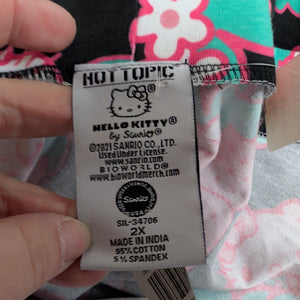 HOT TOPIC
HELLO KITTY®
by Sanrio®
©2021 SANRIO CO., LTD.
Used Under License.
www.sanrio.com
BIOWORLD®
www.bioworldmerch.com
Sanrio
SIL-34706
2X
MADE IN INDIA
95% COTTON
5% SPANDEX